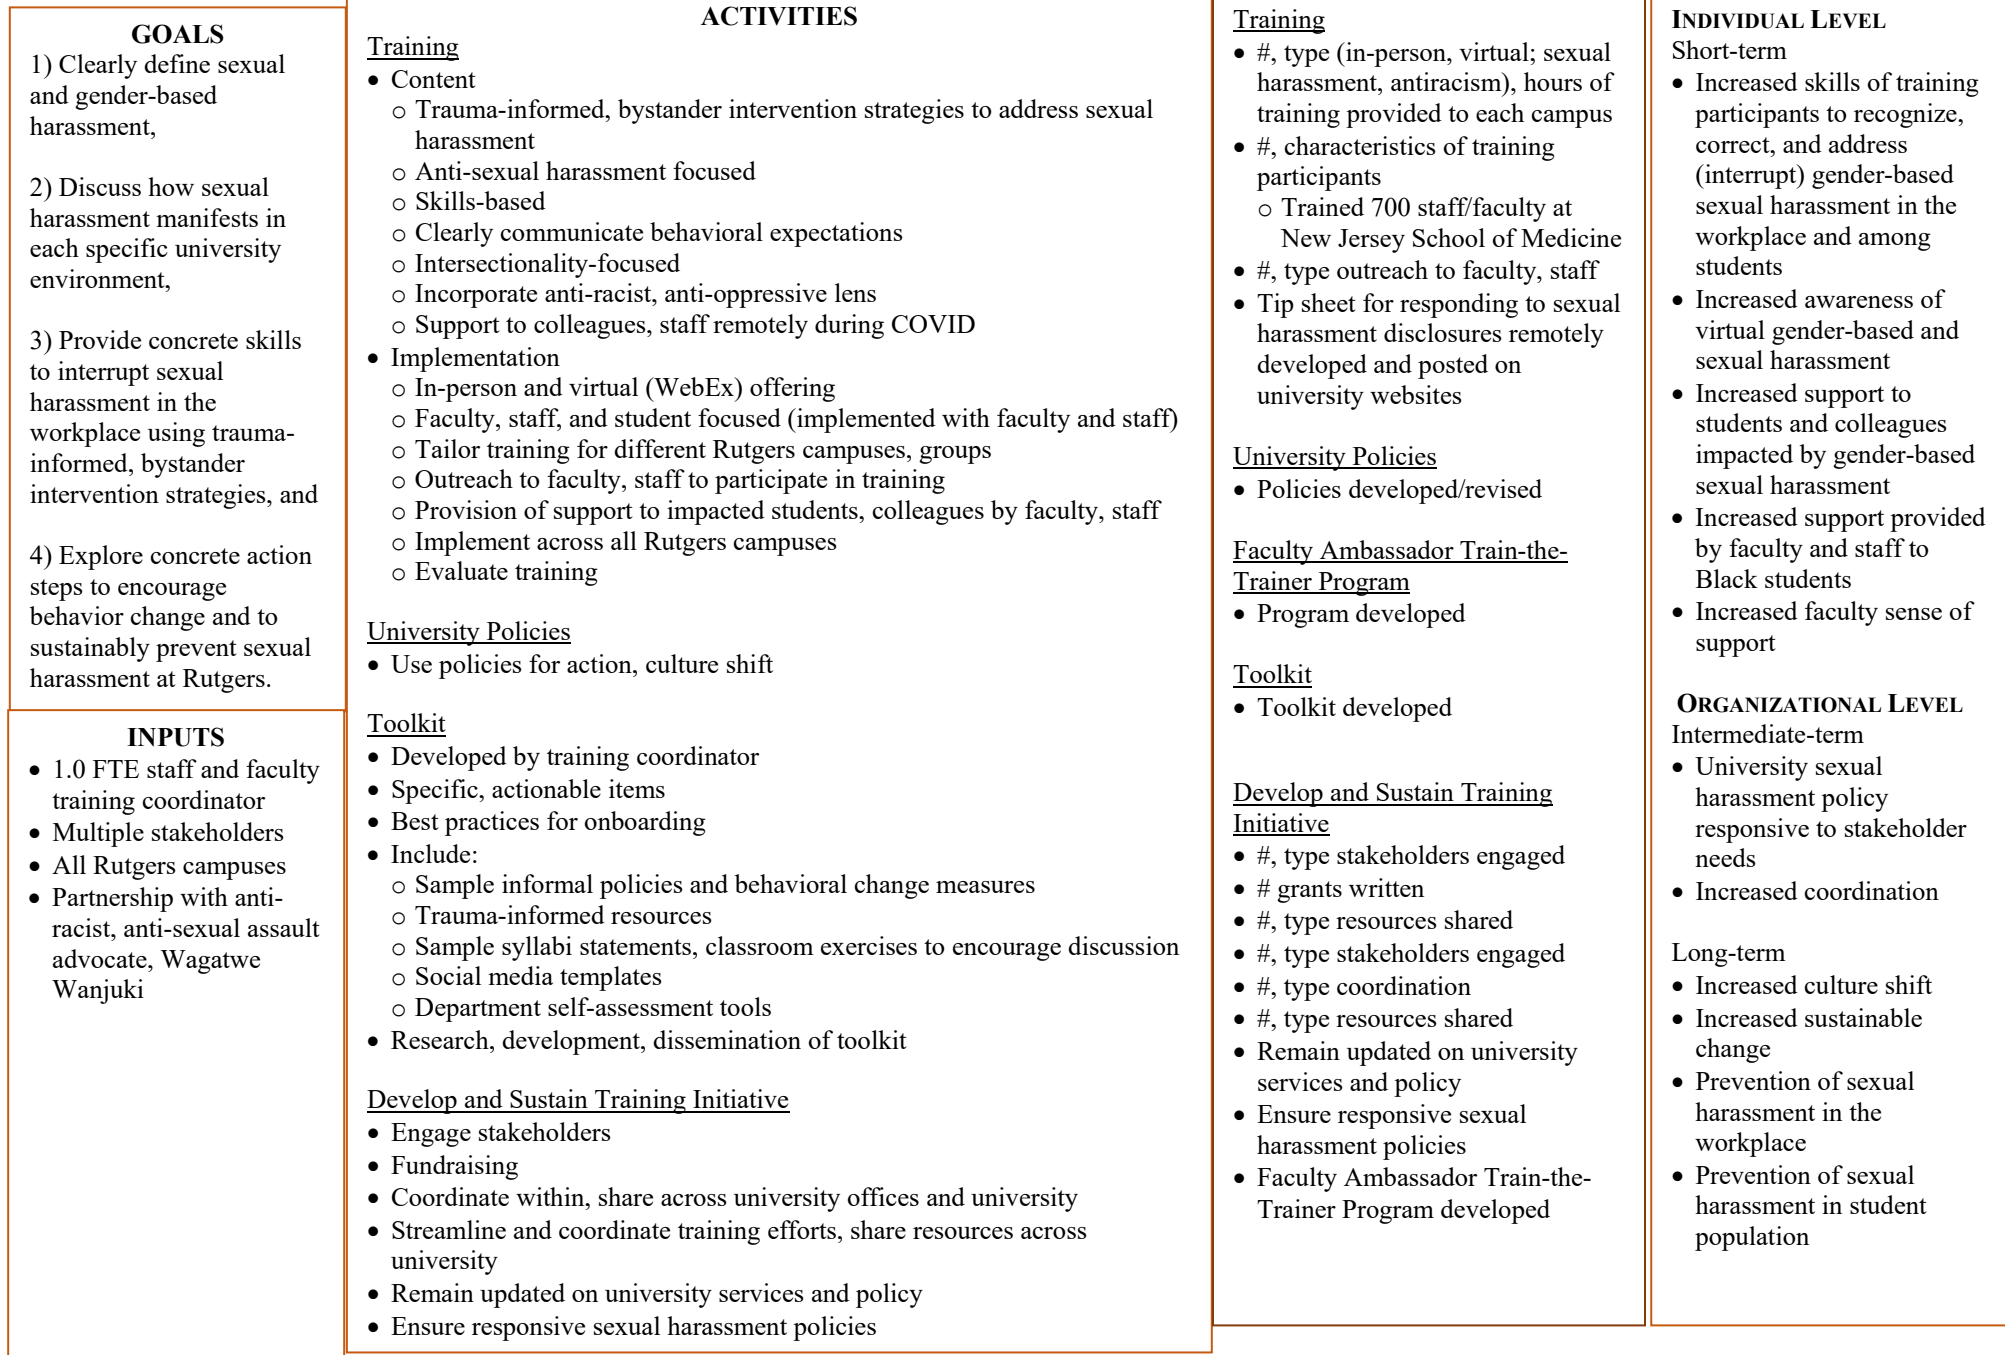 GOALS
1) Clearly define sexual
and gender-based
harassment,
2) Discuss how sexual
harassment manifests in
each specific university
environment,
3) Provide concrete skills
to interrupt sexual
harassment in the
workplace using trauma-
informed, bystander
intervention strategies, and
4) Explore concrete action
steps to encourage
behavior change and to
sustainably prevent sexual
harassment at Rutgers.
INPUTS
• 1.0 FTE staff and faculty
training coordinator
• Multiple stakeholders
• All Rutgers campuses
• Partnership with anti-
racist, anti-sexual assault
advocate, Wagatwe
Wanjuki
ACTIVITIES
Training
• Content
o Trauma-informed, bystander intervention strategies to address sexual
harassment
o Anti-sexual harassment focused
o Skills-based
o Clearly communicate behavioral expectations
o Intersectionality-focused
o Incorporate anti-racist, anti-oppressive lens
o Support to colleagues, staff remotely during COVID
• Implementation
o In-person and virtual (WebEx) offering
o Faculty, staff, and student focused (implemented with faculty and staff)
o Tailor training for different Rutgers campuses, groups
o Outreach to faculty, staff to participate in training
o Provision of support to impacted students, colleagues by faculty, staff
o Implement across all Rutgers campuses
o Evaluate training
University Policies
• Use policies for action, culture shift
Toolkit
• Developed by training coordinator
• Specific, actionable items
• Best practices for onboarding
• Include:
o Sample informal policies and behavioral change measures
o Trauma-informed resources
o Sample syllabi statements, classroom exercises to encourage discussion
o Social media templates
o Department self-assessment tools
• Research, development, dissemination of toolkit
Develop and Sustain Training Initiative
• Engage stakeholders
• Fundraising
• Coordinate within, share across university offices and university
• Streamline and coordinate training efforts, share resources across
university
• Remain updated on university services and policy
• Ensure responsive sexual harassment policies
Training
• #, type (in-person, virtual; sexual
harassment, antiracism), hours of
training provided to each campus
• #, characteristics of training
participants
o Trained 700 staff/faculty at
New Jersey School of Medicine
• #, type outreach to faculty, staff
• Tip sheet for responding to sexual
harassment disclosures remotely
developed and posted on
university websites
University Policies
• Policies developed/revised
Faculty Ambassador Train-the-
Trainer Program
• Program developed
Toolkit
• Toolkit developed
Develop and Sustain Training
Initiative
• #, type stakeholders engaged
• # grants written
• #, type resources shared
• #, type stakeholders engaged
• #, type coordination
• #, type resources shared
• Remain updated on university
services and policy
• Ensure responsive sexual
harassment policies
• Faculty Ambassador Train-the-
Trainer Program developed
INDIVIDUAL LEVEL
Short-term
• Increased skills of training
participants to recognize,
correct, and address
(interrupt) gender-based
sexual harassment in the
workplace and among
students
• Increased awareness of
virtual gender-based and
sexual harassment
• Increased support to
students and colleagues
impacted by gender-based
sexual harassment
• Increased support provided
by faculty and staff to
Black students
• Increased faculty sense of
support
ORGANIZATIONAL LEVEL
Intermediate-term
• University sexual
harassment policy
responsive to stakeholder
needs
• Increased coordination
Long-term
• Increased culture shift
• Increased sustainable
change
• Prevention of sexual
harassment in the
workplace
• Prevention of sexual
harassment in student
population